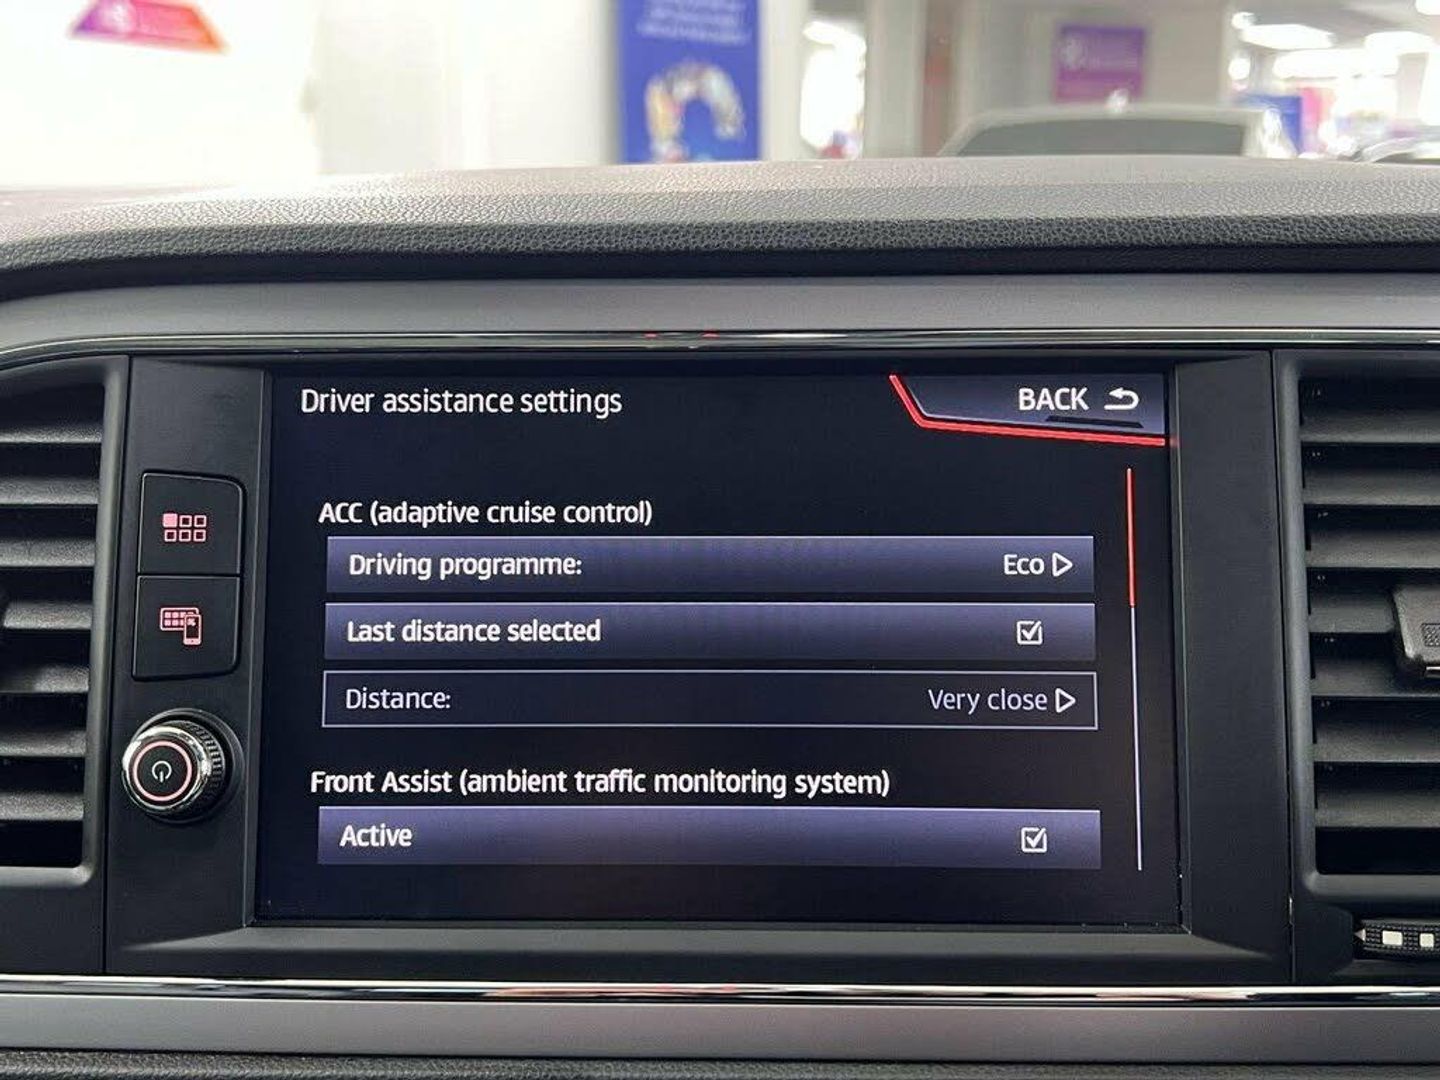 Driver assistance settings
BACK
ACC (adaptive cruise control)
Driving programme: Eco
Last distance selected
Distance: Very close
Front Assist (ambient traffic monitoring system)
Active